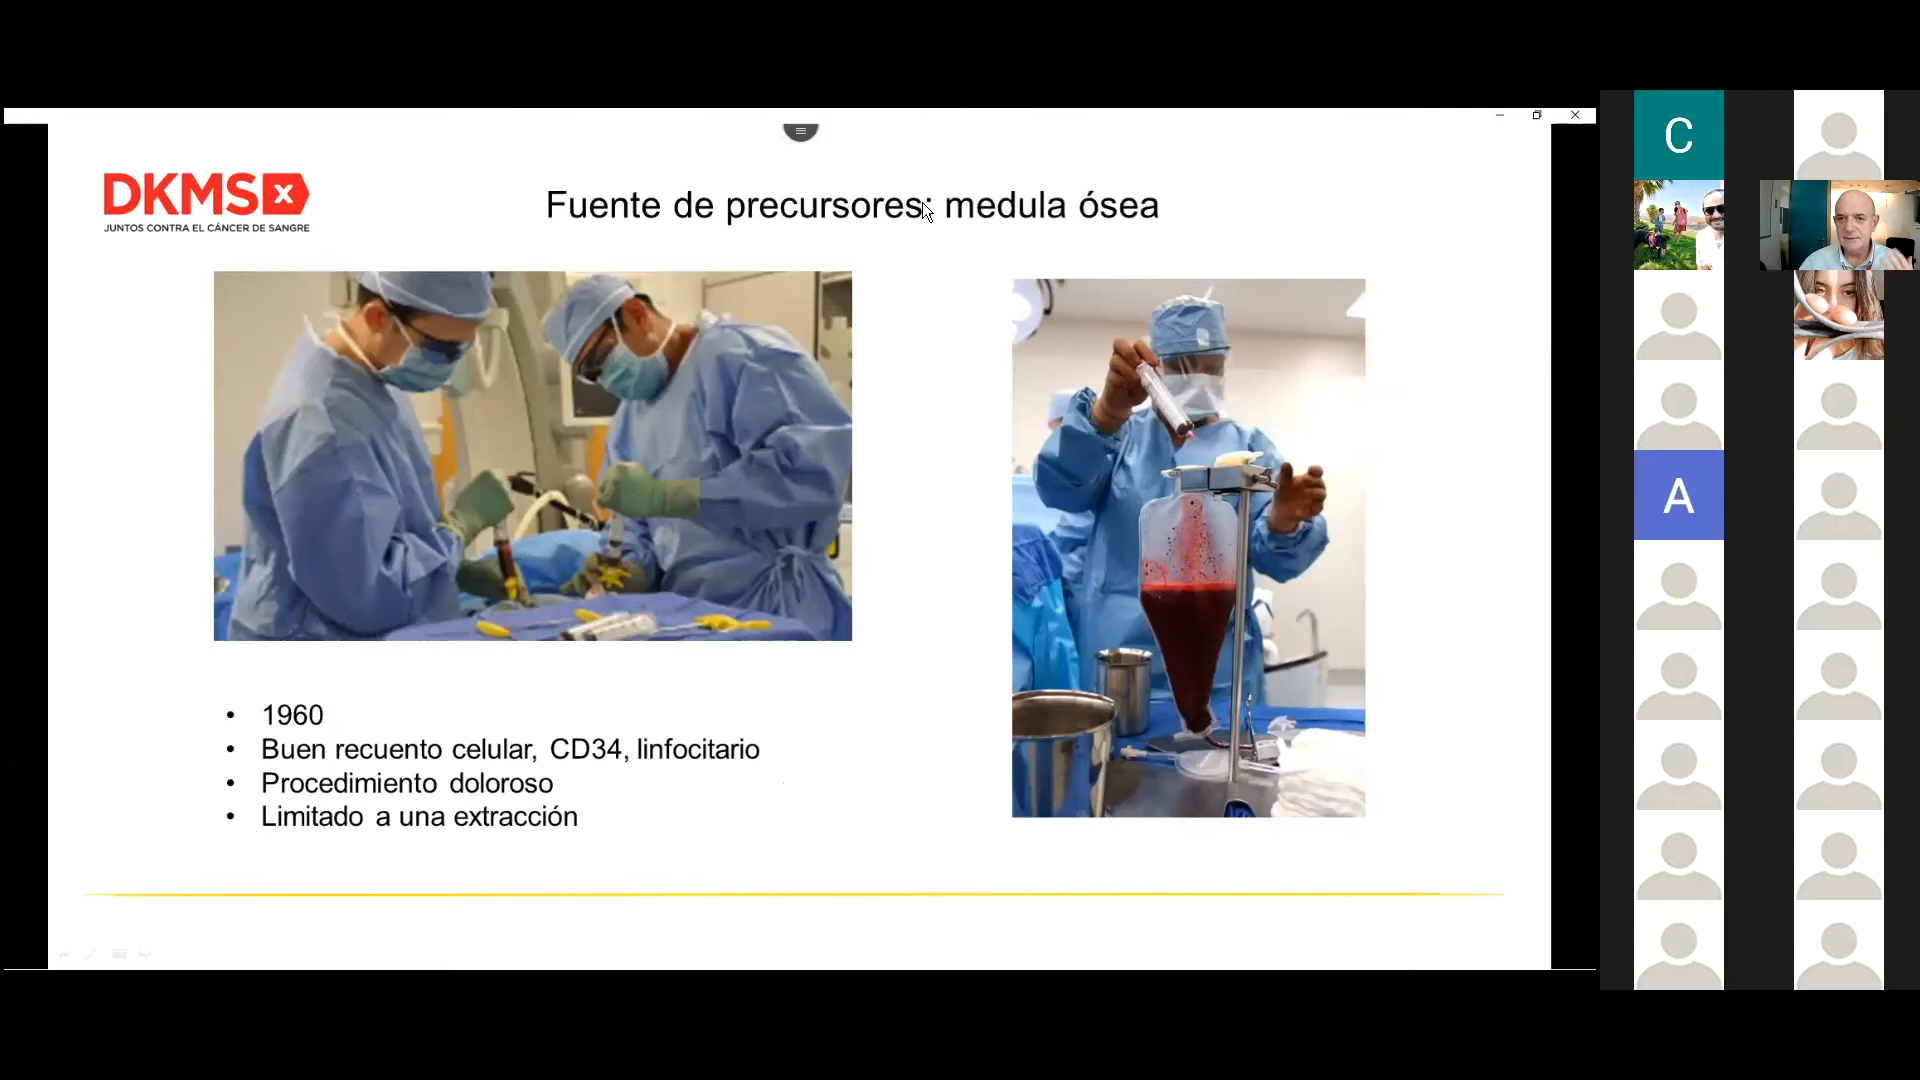 DKMS
JUNTOS CONTRA EL CÁNCER DE SANGRE
Fuente de precursores: medula ósea
• 1960
• Buen recuento celular, CD34, linfocitario
• Procedimiento doloroso
• Limitado a una extracción
C
A